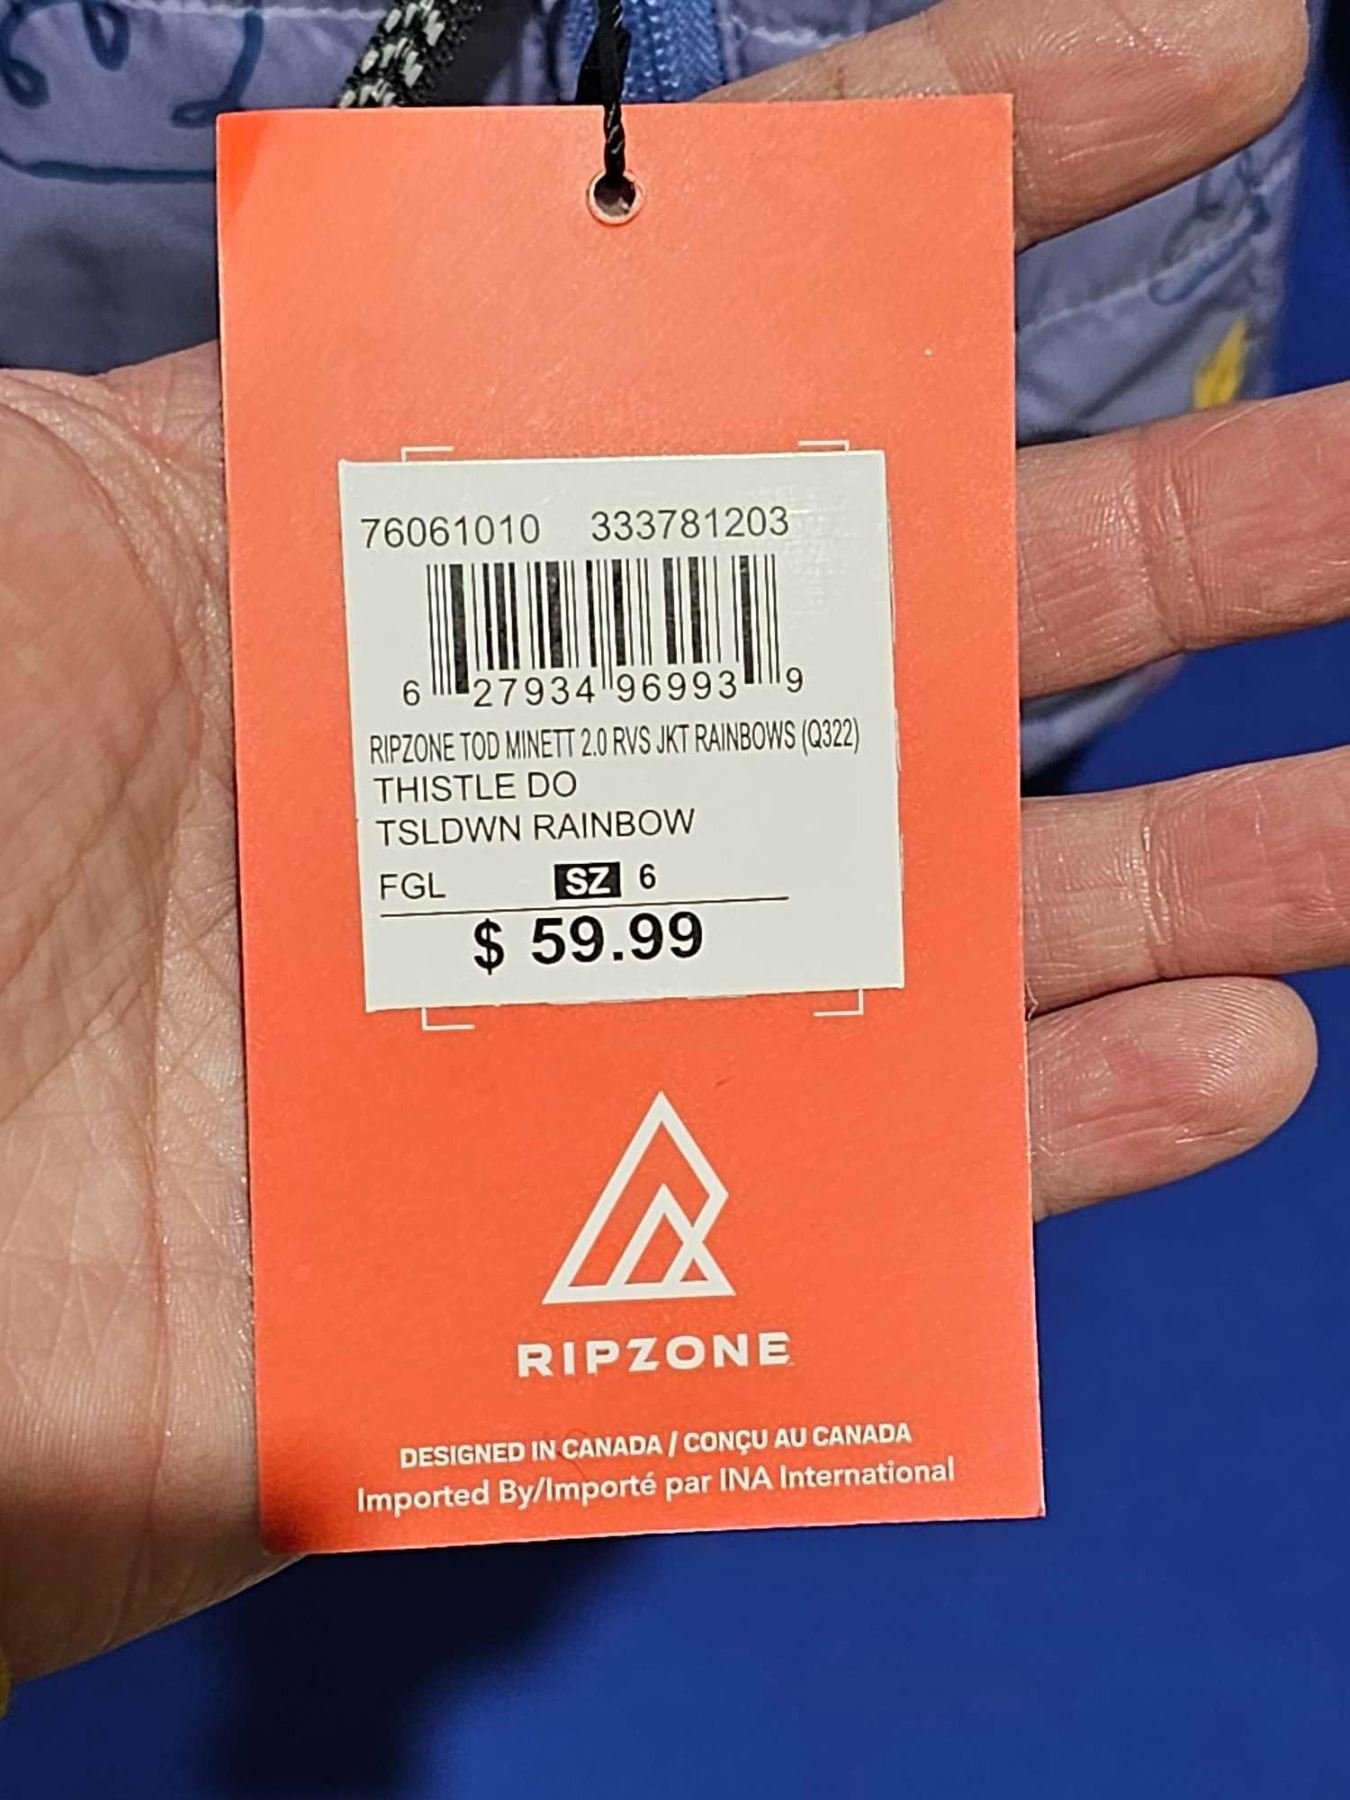 76061010 333781203
6 27934 96993 9
RIPZONE TOD MINETT 2.0 RVS JKT RAINBOWS (Q322)
THISTLE DO
TSLDWN RAINBOW
FGL SZ 6
$ 59.99
RIPZONE
DESIGNED IN CANADA / CONÇU AU CANADA
Imported By/Importé par INA International